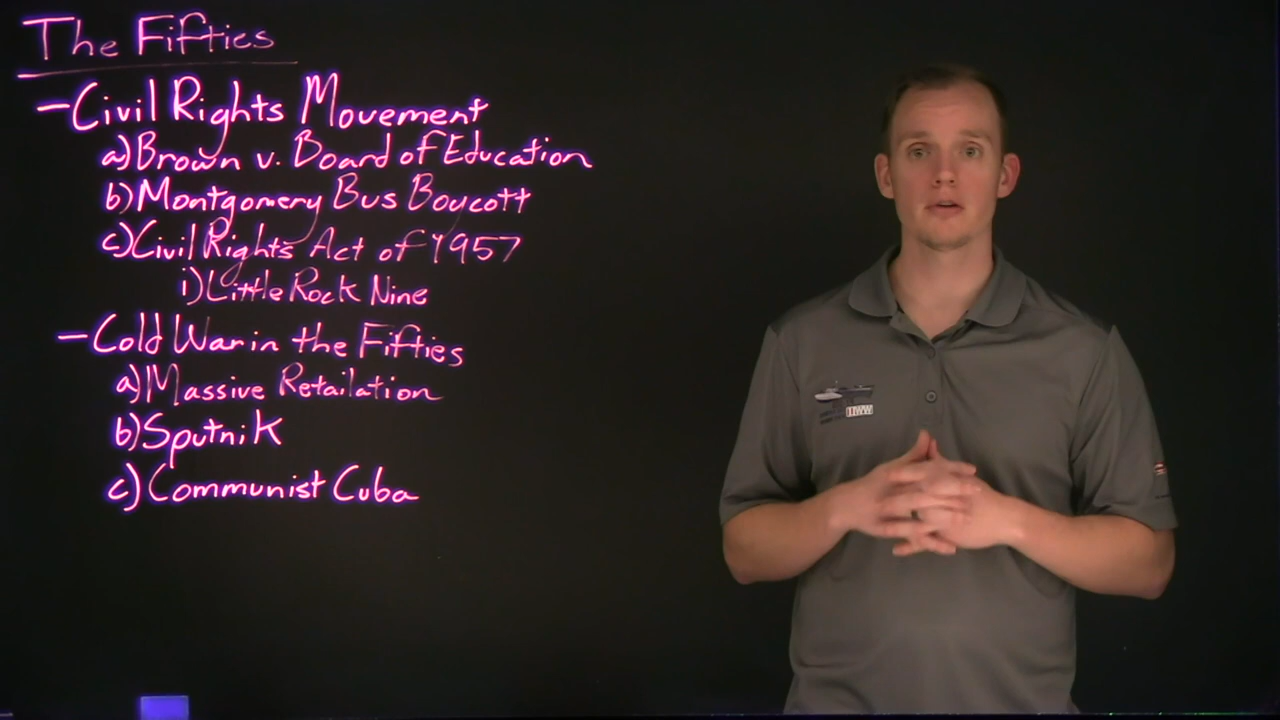 The Fifties
- Civil Rights Movement
a) Brown v. Board of Education
b) Montgomery Bus Boycott
c) Civil Rights Act of 1957
i) Little Rock Nine
- Cold War in the Fifties
a) Massive Retailation
b) Sputnik
c) Communist Cuba